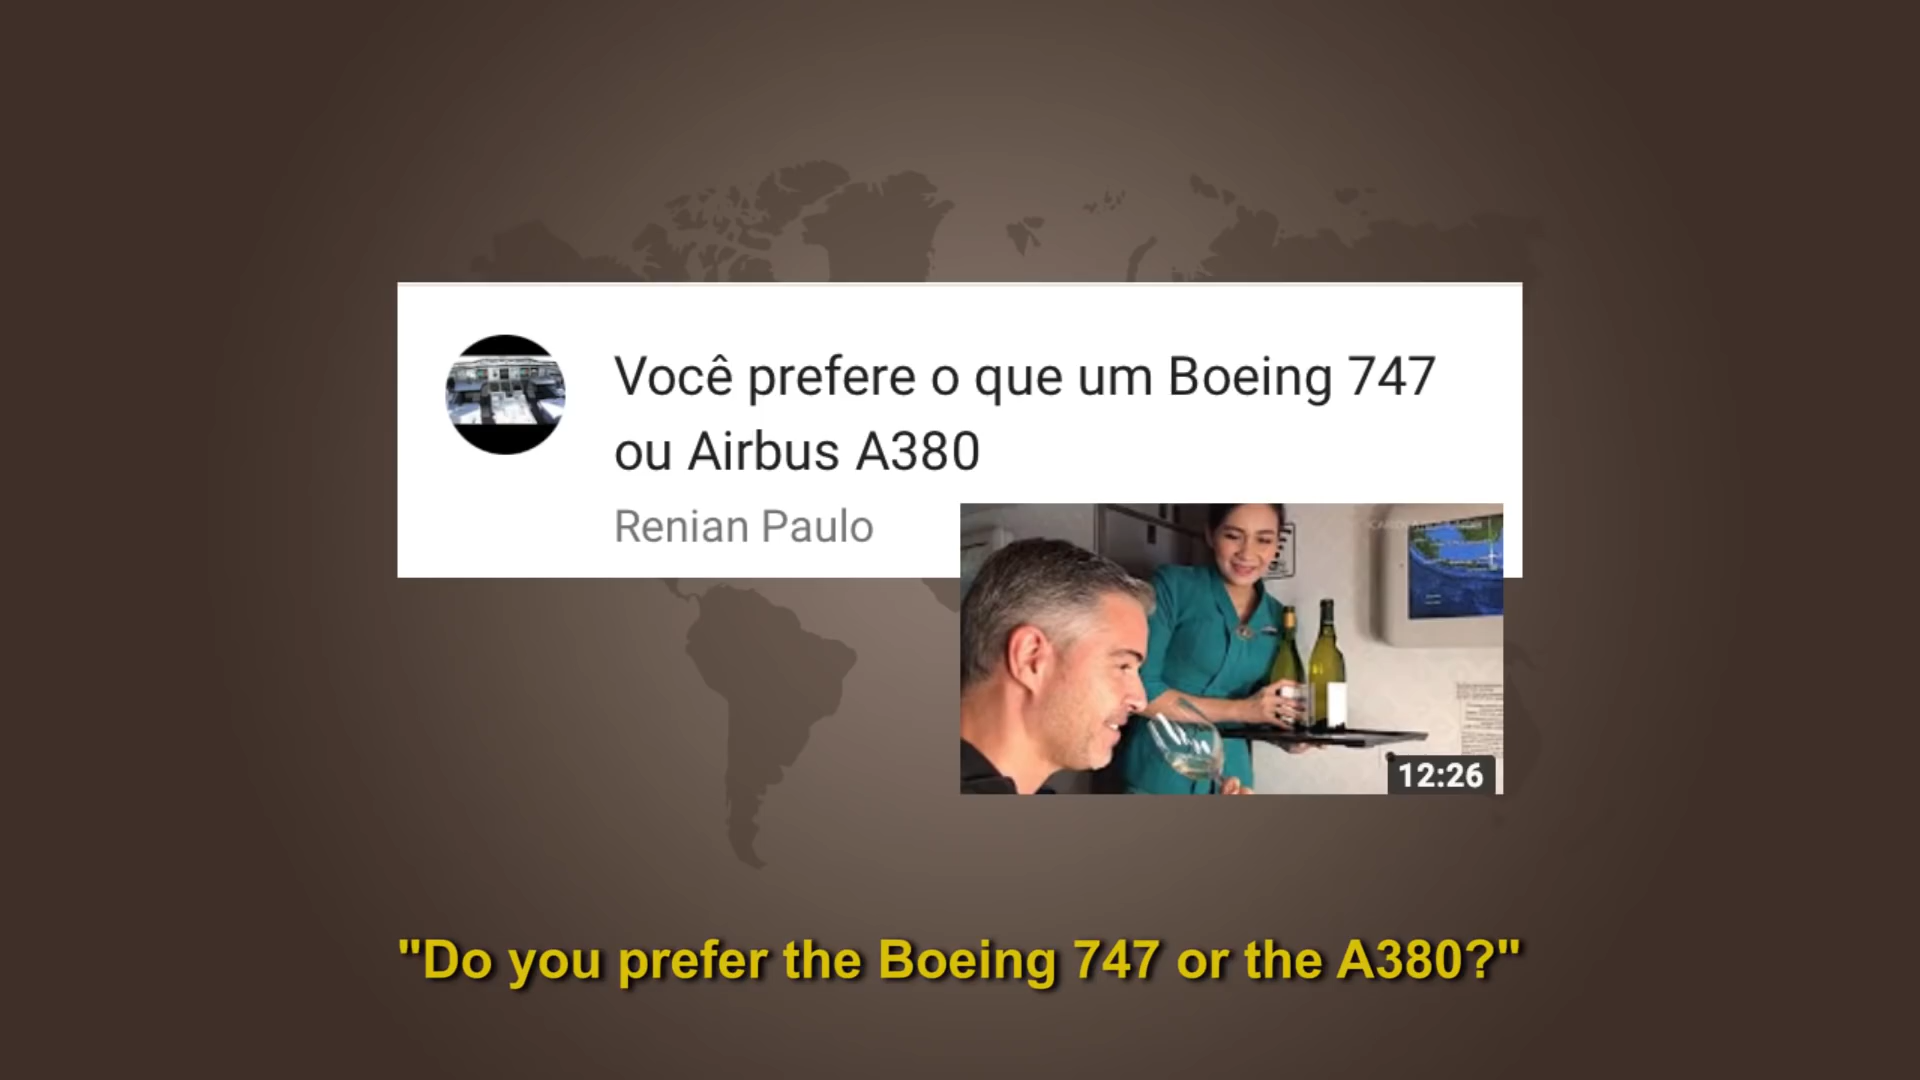 Você prefere o que um Boeing 747
ou Airbus A380
Renian Paulo
12:26
"Do you prefer the Boeing 747 or the A380?"